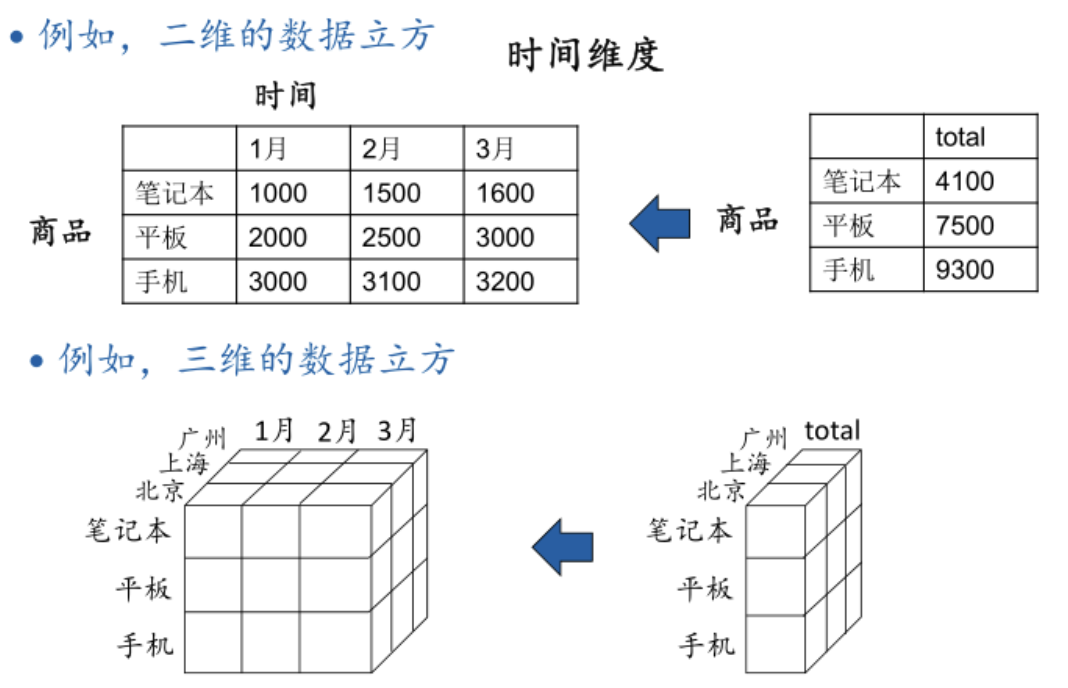 • 例如，二维的数据立方
时间维度
时间
1月 2月 3月
笔记本 1000 1500 1600
商品
平板 2000 2500 3000
手机 3000 3100 3200
total
笔记本 4100
商品
平板 7500
手机 9300
• 例如，三维的数据立方
广州 1月 2月 3月
上海
北京
笔记本
平板
手机
广州 total
上海
北京
笔记本
平板
手机